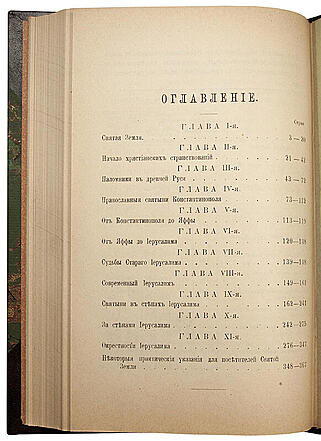 ОГЛАВЛЕНІЕ.
Стран.
ГЛАВА I-я.
Святая Земля. 3—20
ГЛАВА II-я.
Начало христіанскихъ странствованій 21—42
ГЛАВА III-я.
Паломники въ древней Руси 43—72
ГЛАВА IV-я.
Православныя святыни Константинополя 73—112
ГЛАВА V-я.
Отъ Константинополя до Яффы 113—119
ГЛАВА VI-я.
Отъ Яффы до Іерусалима 120—138
ГЛАВА VII-я.
Судьбы Стараго Іерусалима 139—148
ГЛАВА VIII-я.
Современный Іерусалимъ 149—161
ГЛАВА IX-я.
Святыни въ стѣнахъ Іерусалима 162—241
ГЛАВА X-я.
За стѣнами Іерусалима 242—275
ГЛАВА XI-я.
Окрестности Іерусалима 276—347
Нѣкоторыя практическія указанія для посѣтителей Святой
Земли 348—367